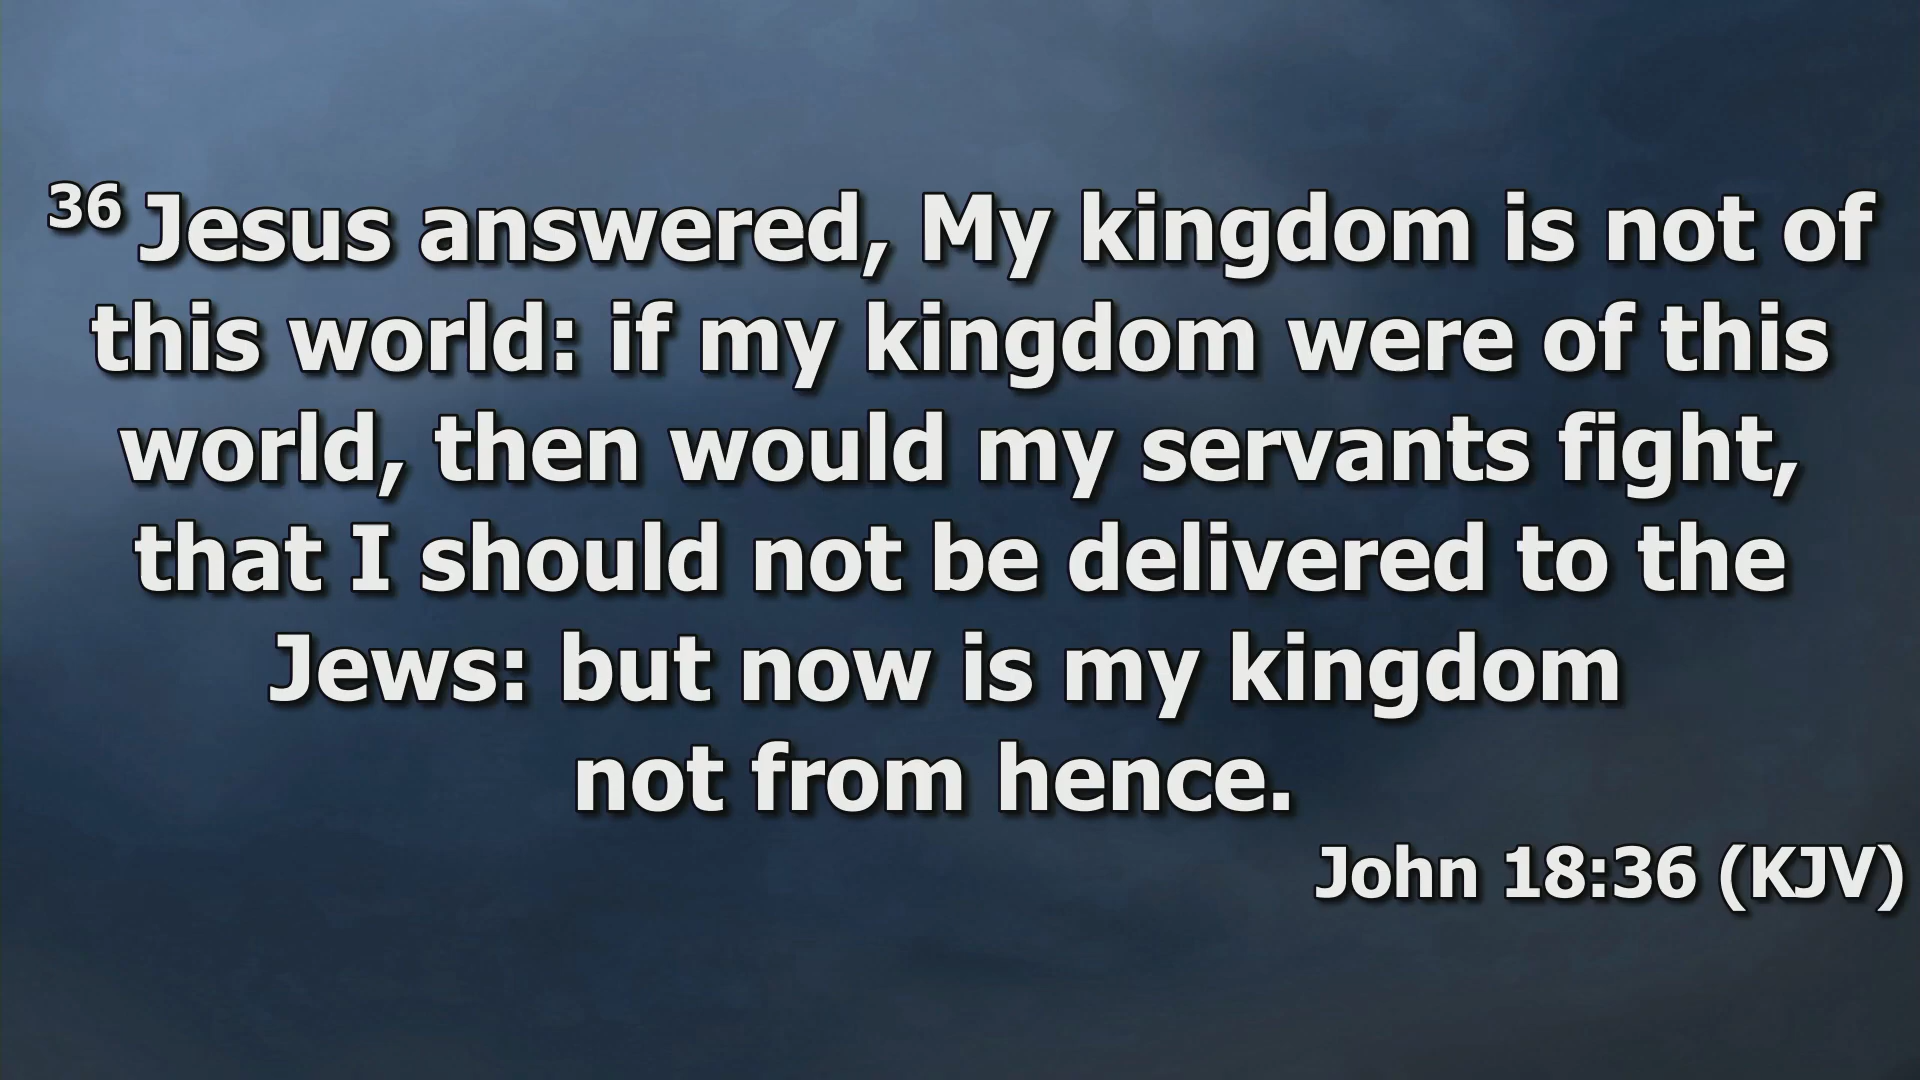 36 Jesus answered, My kingdom is not of
this world: if my kingdom were of this
world, then would my servants fight,
that I should not be delivered to the
Jews: but now is my kingdom
not from hence.
John 18:36 (KJV)